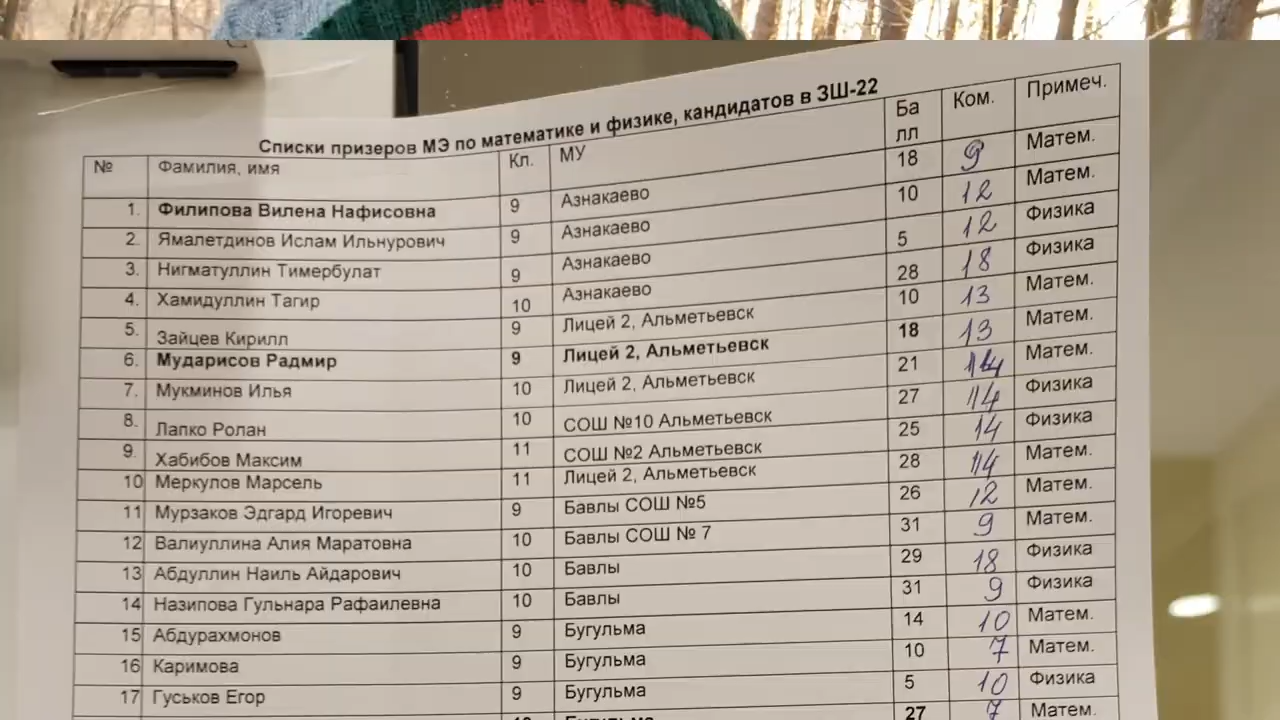 Списки призеров МЭ по математике и физике, кандидатов в ЗШ-22
№ Фамилия, имя Кл. МУ Ба лл Ком. Примеч.
1. Филипова Вилена Нафисовна 9 Азнакаево 18 9 Матем.
2. Ямалетдинов Ислам Ильнурович 9 Азнакаево 10 12 Матем.
3. Нигматуллин Тимербулат 9 Азнакаево 5 12 Физика
4. Хамидуллин Тагир 10 Азнакаево 28 18 Физика
5. Зайцев Кирилл 9 Лицей 2, Альметьевск 10 13 Матем.
6. Мударисов Радмир 9 Лицей 2, Альметьевск 18 13 Матем.
7. Мукминов Илья 10 Лицей 2, Альметьевск 21 14 Матем.
8. Лапко Ролан 10 СОШ №10 Альметьевск 27 14 Физика
9. Хабибов Максим 11 СОШ №2 Альметьевск 25 14 Физика
10 Меркулов Марсель 11 Лицей 2, Альметьевск 28 14 Матем.
11 Мурзаков Эдгард Игоревич 9 Бавлы СОШ №5 26 12 Матем.
12 Валиуллина Алия Маратовна 10 Бавлы СОШ № 7 31 9 Матем.
13 Абдуллин Наиль Айдарович 10 Бавлы 29 18 Физика
14 Назипова Гульнара Рафаилевна 10 Бавлы 31 9 Физика
15 Абдурахмонов 9 Бугульма 14 10 Матем.
16 Каримова 9 Бугульма 10 7 Матем.
17 Гуськов Егор 9 Бугульма 5 10 Физика
27 7 Матем.